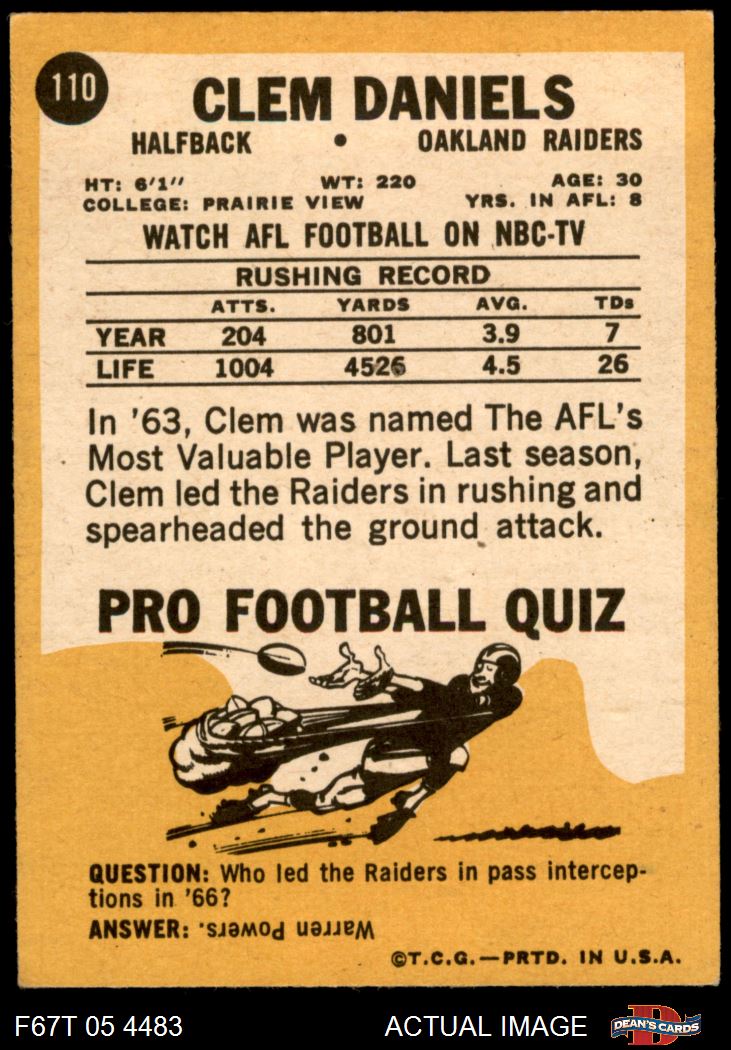 110
CLEM DANIELS
HALFBACK • OAKLAND RAIDERS
HT: 6'1" WT: 220 AGE: 30
COLLEGE: PRAIRIE VIEW YRS. IN AFL: 8
WATCH AFL FOOTBALL ON NBC-TV
RUSHING RECORD
ATTS. YARDS AVG. TDs
YEAR 204 801 3.9 7
LIFE 1004 4526 4.5 26
In '63, Clem was named The AFL's
Most Valuable Player. Last season,
Clem led the Raiders in rushing and
spearheaded the ground attack.
PRO FOOTBALL QUIZ
QUESTION: Who led the Raiders in pass intercep-
tions in '66?
ANSWER: Warren Powers.
©T.C.G.—PRTD. IN U.S.A.
F67T 05 4483 ACTUAL IMAGE D DEAN'S CARDS